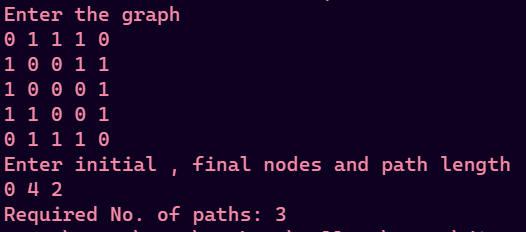 Enter the graph
0 1 1 1 0
1 0 0 1 1
1 0 0 0 1
1 1 0 0 1
0 1 1 1 0
Enter initial , final nodes and path length
0 4 2
Required No. of paths: 3